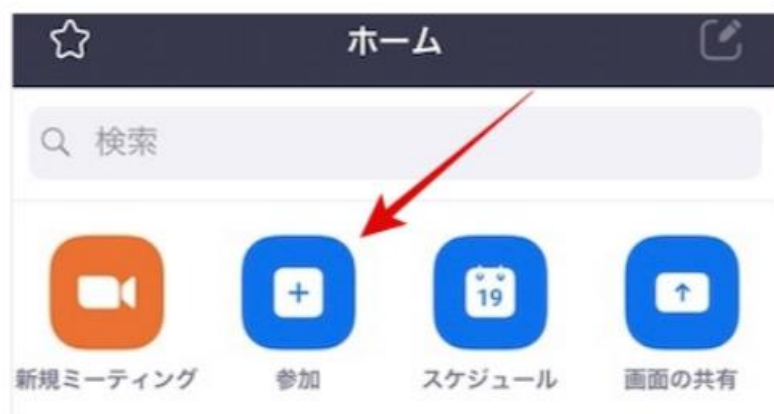 ホーム
検索
19
新規ミーティング
参加
スケジュール
画面の共有